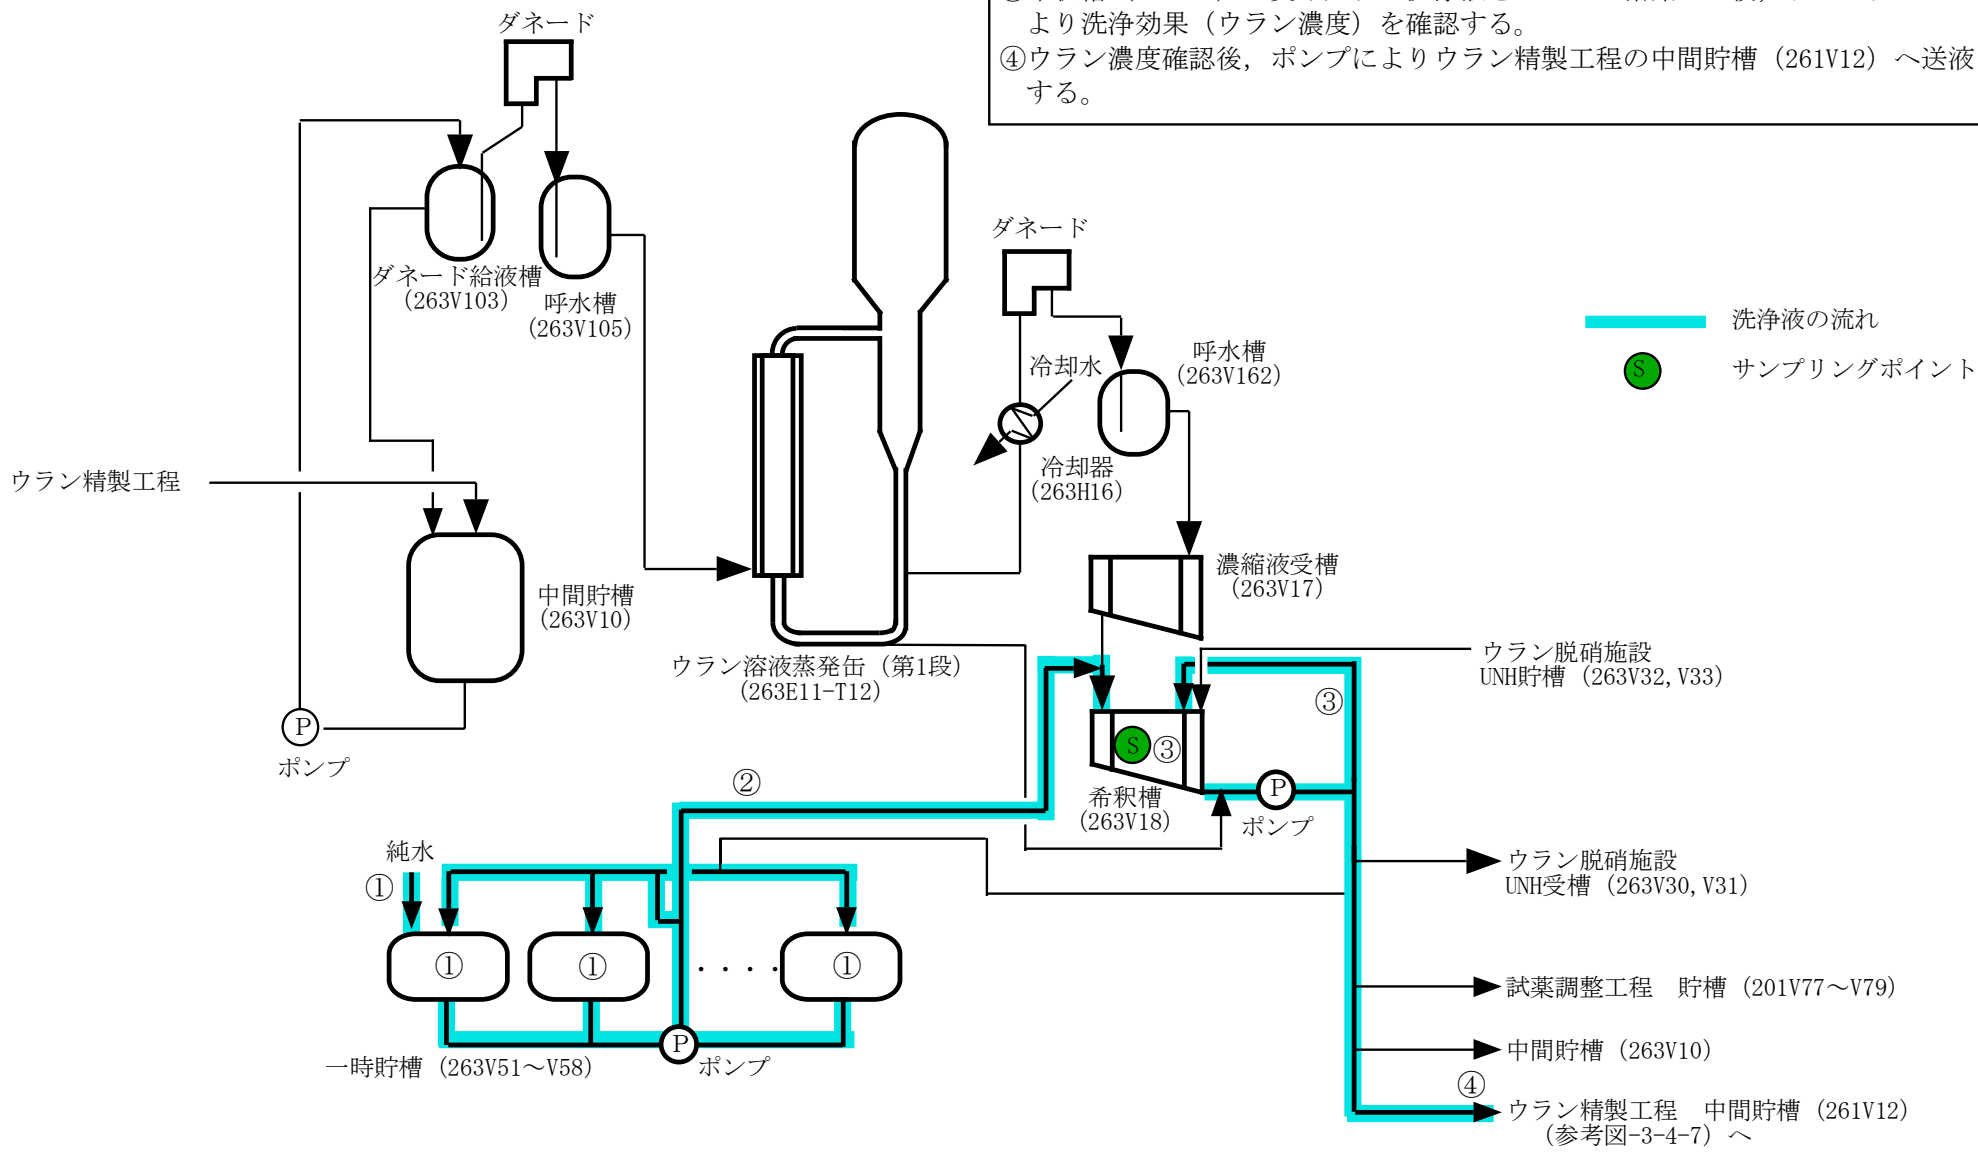 より洗浄効果（ウラン濃度）を確認する。
④ウラン濃度確認後，ポンプによりウラン精製工程の中間貯槽（261V12）へ送液
する。
ダネード
ダネード給液槽
(263V103)
呼水槽
(263V105)
ダネード
冷却水
呼水槽
(263V162)
冷却器
(263H16)
洗浄液の流れ
S
サンプリングポイント
ウラン精製工程
中間貯槽
(263V10)
P
ポンプ
ウラン溶液蒸発缶（第1段）
(263E11-T12)
濃縮液受槽
(263V17)
ウラン脱硝施設
UNH貯槽（263V32,V33）
③
S
③
希釈槽
(263V18)
P
ポンプ
②
純水
①
①
①
・・・・
①
一時貯槽（263V51～V58）
P
ポンプ
ウラン脱硝施設
UNH受槽（263V30,V31）
試薬調整工程　貯槽（201V77～V79）
中間貯槽（263V10）
④
ウラン精製工程　中間貯槽（261V12）
（参考図-3-4-7）へ